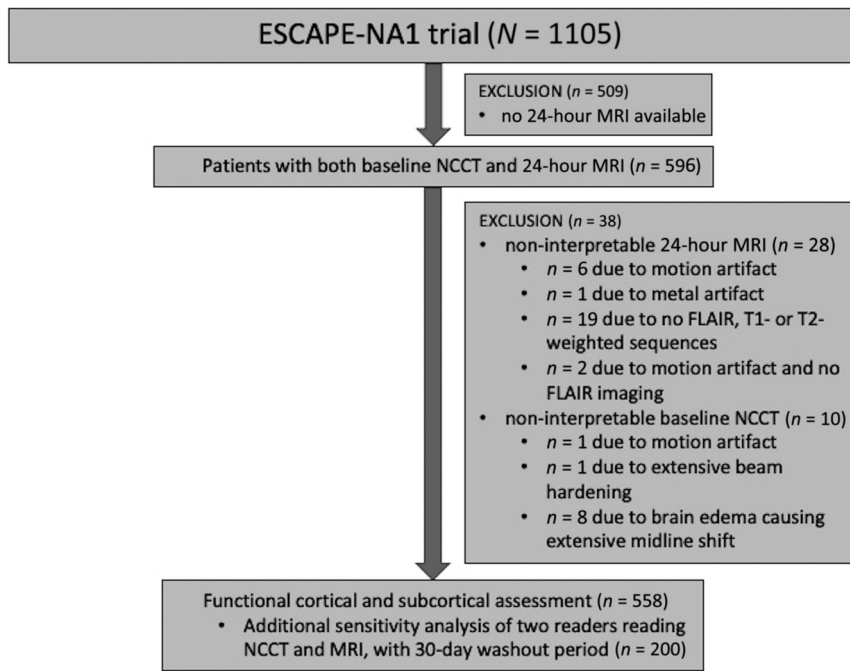 ESCAPE-NA1 trial (N = 1105)
EXCLUSION (n = 509)
• no 24-hour MRI available
Patients with both baseline NCCT and 24-hour MRI (n = 596)
EXCLUSION (n = 38)
• non-interpretable 24-hour MRI (n = 28)
• n = 6 due to motion artifact
• n = 1 due to metal artifact
• n = 19 due to no FLAIR, T1- or T2-
weighted sequences
• n = 2 due to motion artifact and no
FLAIR imaging
• non-interpretable baseline NCCT (n = 10)
• n = 1 due to motion artifact
• n = 1 due to extensive beam
hardening
• n = 8 due to brain edema causing
extensive midline shift
Functional cortical and subcortical assessment (n = 558)
• Additional sensitivity analysis of two readers reading
NCCT and MRI, with 30-day washout period (n = 200)